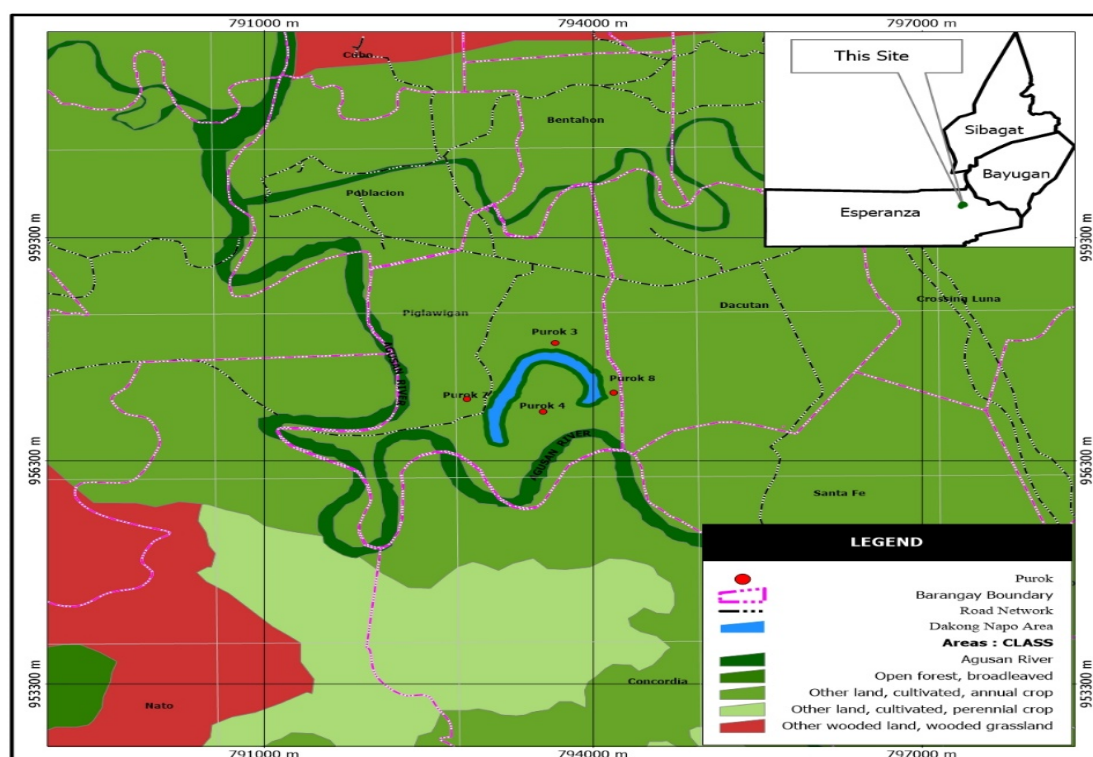 791000 m 794000 m 797000 m
Cubo
This Site
Sibagat
Bayugan
Esperanza
Bentahon
Poblacion
959300 m 959300 m
Piglawigan
Dacutan
Crossing Luna
Purok 3
AGUSAN RIVER
Purok 8
Purok 7
Purok 4
AGUSAN RIVER
956300 m 956300 m
Santa Fe
LEGEND
Purok
Barangay Boundary
Road Network
Dakong Napo Area
Areas : CLASS
Agusan River
Open forest, broadleaved
Other land, cultivated, annual crop
Other land, cultivated, perennial crop
Other wooded land, wooded grassland
Concordia
953300 m 953300 m
Nato
791000 m 794000 m 797000 m